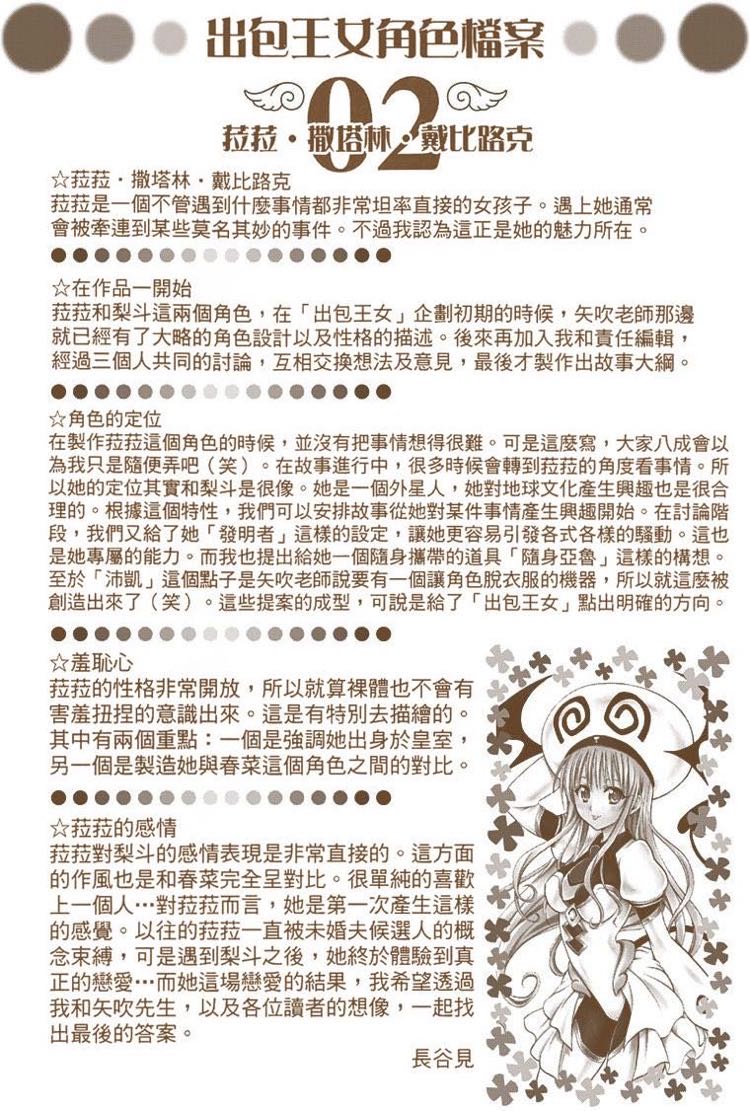 出包王女角色檔案
02
菈菈・撒塔林・戴比路克
☆菈菈・撒塔林・戴比路克
菈菈是一個不管遇到什麼事情都非常坦率直接的女孩子。遇上她通常
會被牽連到某些莫名其妙的事件。不過我認為這正是她的魅力所在。
☆在作品一開始
菈菈和梨斗這兩個角色，在「出包王女」企劃初期的時候，矢吹老師那邊
就已經有了大略的角色設計以及性格的描述。後來再加入我和責任編輯，
經過三個人共同的討論，互相交換想法及意見，最後才製作出故事大綱。
☆角色的定位
在製作菈菈這個角色的時候，並沒有把事情想得很難。可是這麼寫，大家八成會以
為我只是隨便弄吧（笑）。在故事進行中，很多時候會轉到菈菈的角度看事情。所
以她的定位其實和梨斗是很像。她是一個外星人，她對地球文化產生興趣也是很合
理的。根據這個特性，我們可以安排故事從她對某件事情產生興趣開始。在討論階
段，我們又給了她「發明者」這樣的設定，讓她更容易引發各式各樣的騷動。這也
是她專屬的能力。而我也提出給她一個隨身攜帶的道具「隨身亞魯」這樣的構想。
至於「沛凱」這個點子是矢吹老師說要有一個讓角色脫衣服的機器，所以就這麼被
創造出來了（笑）。這些提案的成型，可說是給了「出包王女」點出明確的方向。
☆羞恥心
菈菈的性格非常開放，所以就算裸體也不會有
害羞扭捏的意識出來。這是有特別去描繪的。
其中有兩個重點：一個是強調她出身於皇室，
另一個是製造她與春菜這個角色之間的對比。
☆菈菈的感情
菈菈對梨斗的感情表現是非常直接的。這方面
的作風也是和春菜完全呈對比。很單純的喜歡
上一個人…對菈菈而言，她是第一次產生這樣
的感覺。以往的菈菈一直被未婚夫候選人的概
念束縛，可是遇到梨斗之後，她終於體驗到真
正的戀愛…而她這場戀愛的結果，我希望透過
我和矢吹先生，以及各位讀者的想像，一起找
出最後的答案。
長谷見